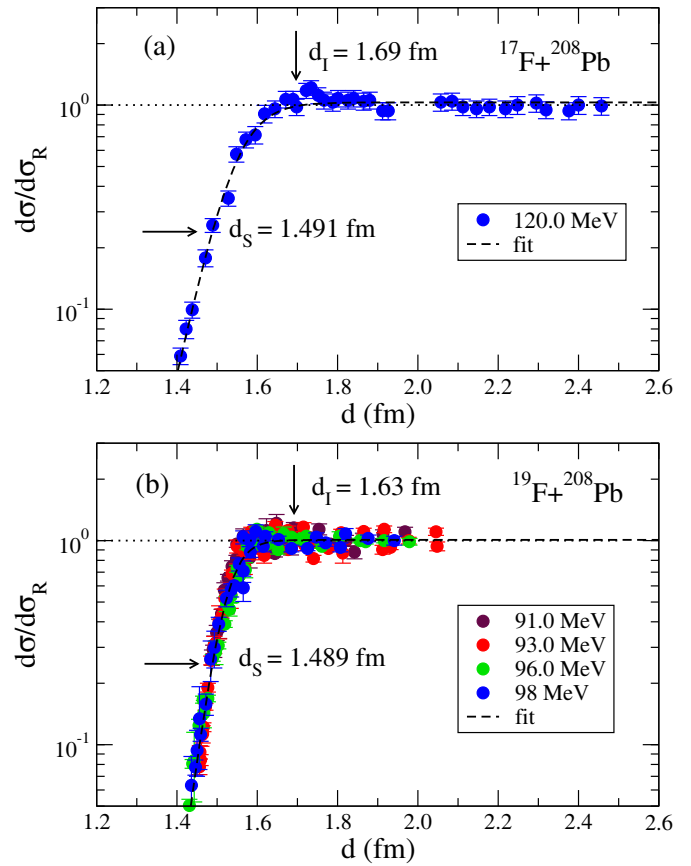 (a)
d_I = 1.69 fm
^17F+^208Pb
10^0
10^-1
dσ/dσ_R
d_S = 1.491 fm
120.0 MeV
fit
1.2 1.4 1.6 1.8 2.0 2.2 2.4 2.6
d (fm)
(b)
d_I = 1.63 fm
^19F+^208Pb
10^0
10^-1
dσ/dσ_R
d_S = 1.489 fm
91.0 MeV
93.0 MeV
96.0 MeV
98 MeV
fit
1.2 1.4 1.6 1.8 2.0 2.2 2.4 2.6
d (fm)